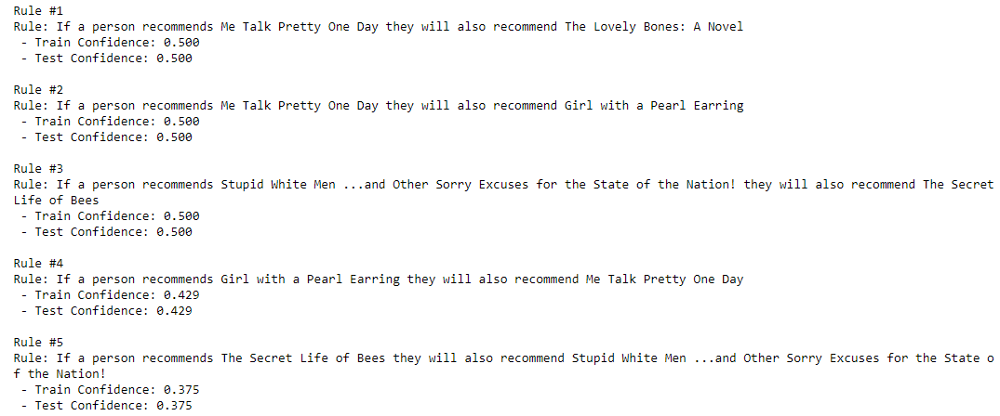 Rule #1
Rule: If a person recommends Me Talk Pretty One Day they will also recommend The Lovely Bones: A Novel
- Train Confidence: 0.500
- Test Confidence: 0.500
Rule #2
Rule: If a person recommends Me Talk Pretty One Day they will also recommend Girl with a Pearl Earring
- Train Confidence: 0.500
- Test Confidence: 0.500
Rule #3
Rule: If a person recommends Stupid White Men ...and Other Sorry Excuses for the State of the Nation! they will also recommend The Secret
Life of Bees
- Train Confidence: 0.500
- Test Confidence: 0.500
Rule #4
Rule: If a person recommends Girl with a Pearl Earring they will also recommend Me Talk Pretty One Day
- Train Confidence: 0.429
- Test Confidence: 0.429
Rule #5
Rule: If a person recommends The Secret Life of Bees they will also recommend Stupid White Men ...and Other Sorry Excuses for the State o
f the Nation!
- Train Confidence: 0.375
- Test Confidence: 0.375